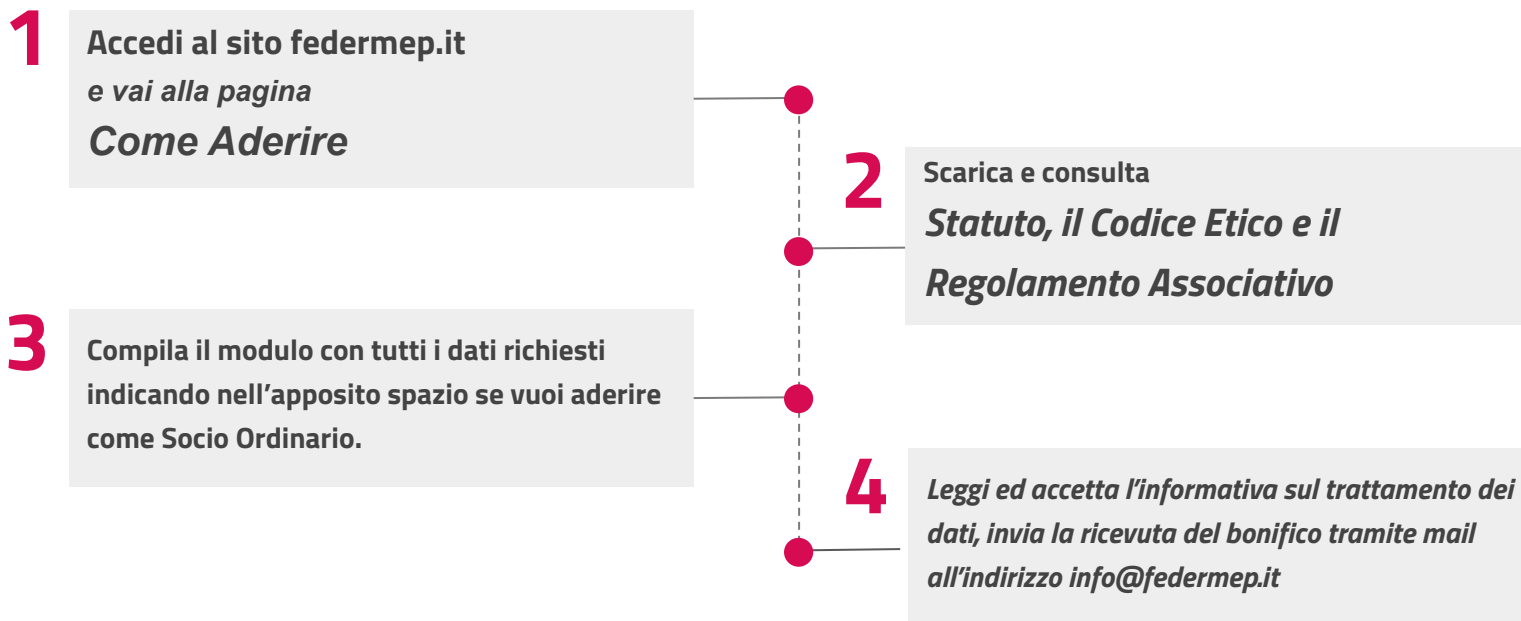 1
Accedi al sito federmep.it
e vai alla pagina
Come Aderire
2
Scarica e consulta
Statuto, il Codice Etico e il
Regolamento Associativo
3
Compila il modulo con tutti i dati richiesti
indicando nell’apposito spazio se vuoi aderire
come Socio Ordinario.
4
Leggi ed accetta l’informativa sul trattamento dei
dati, invia la ricevuta del bonifico tramite mail
all’indirizzo info@federmep.it